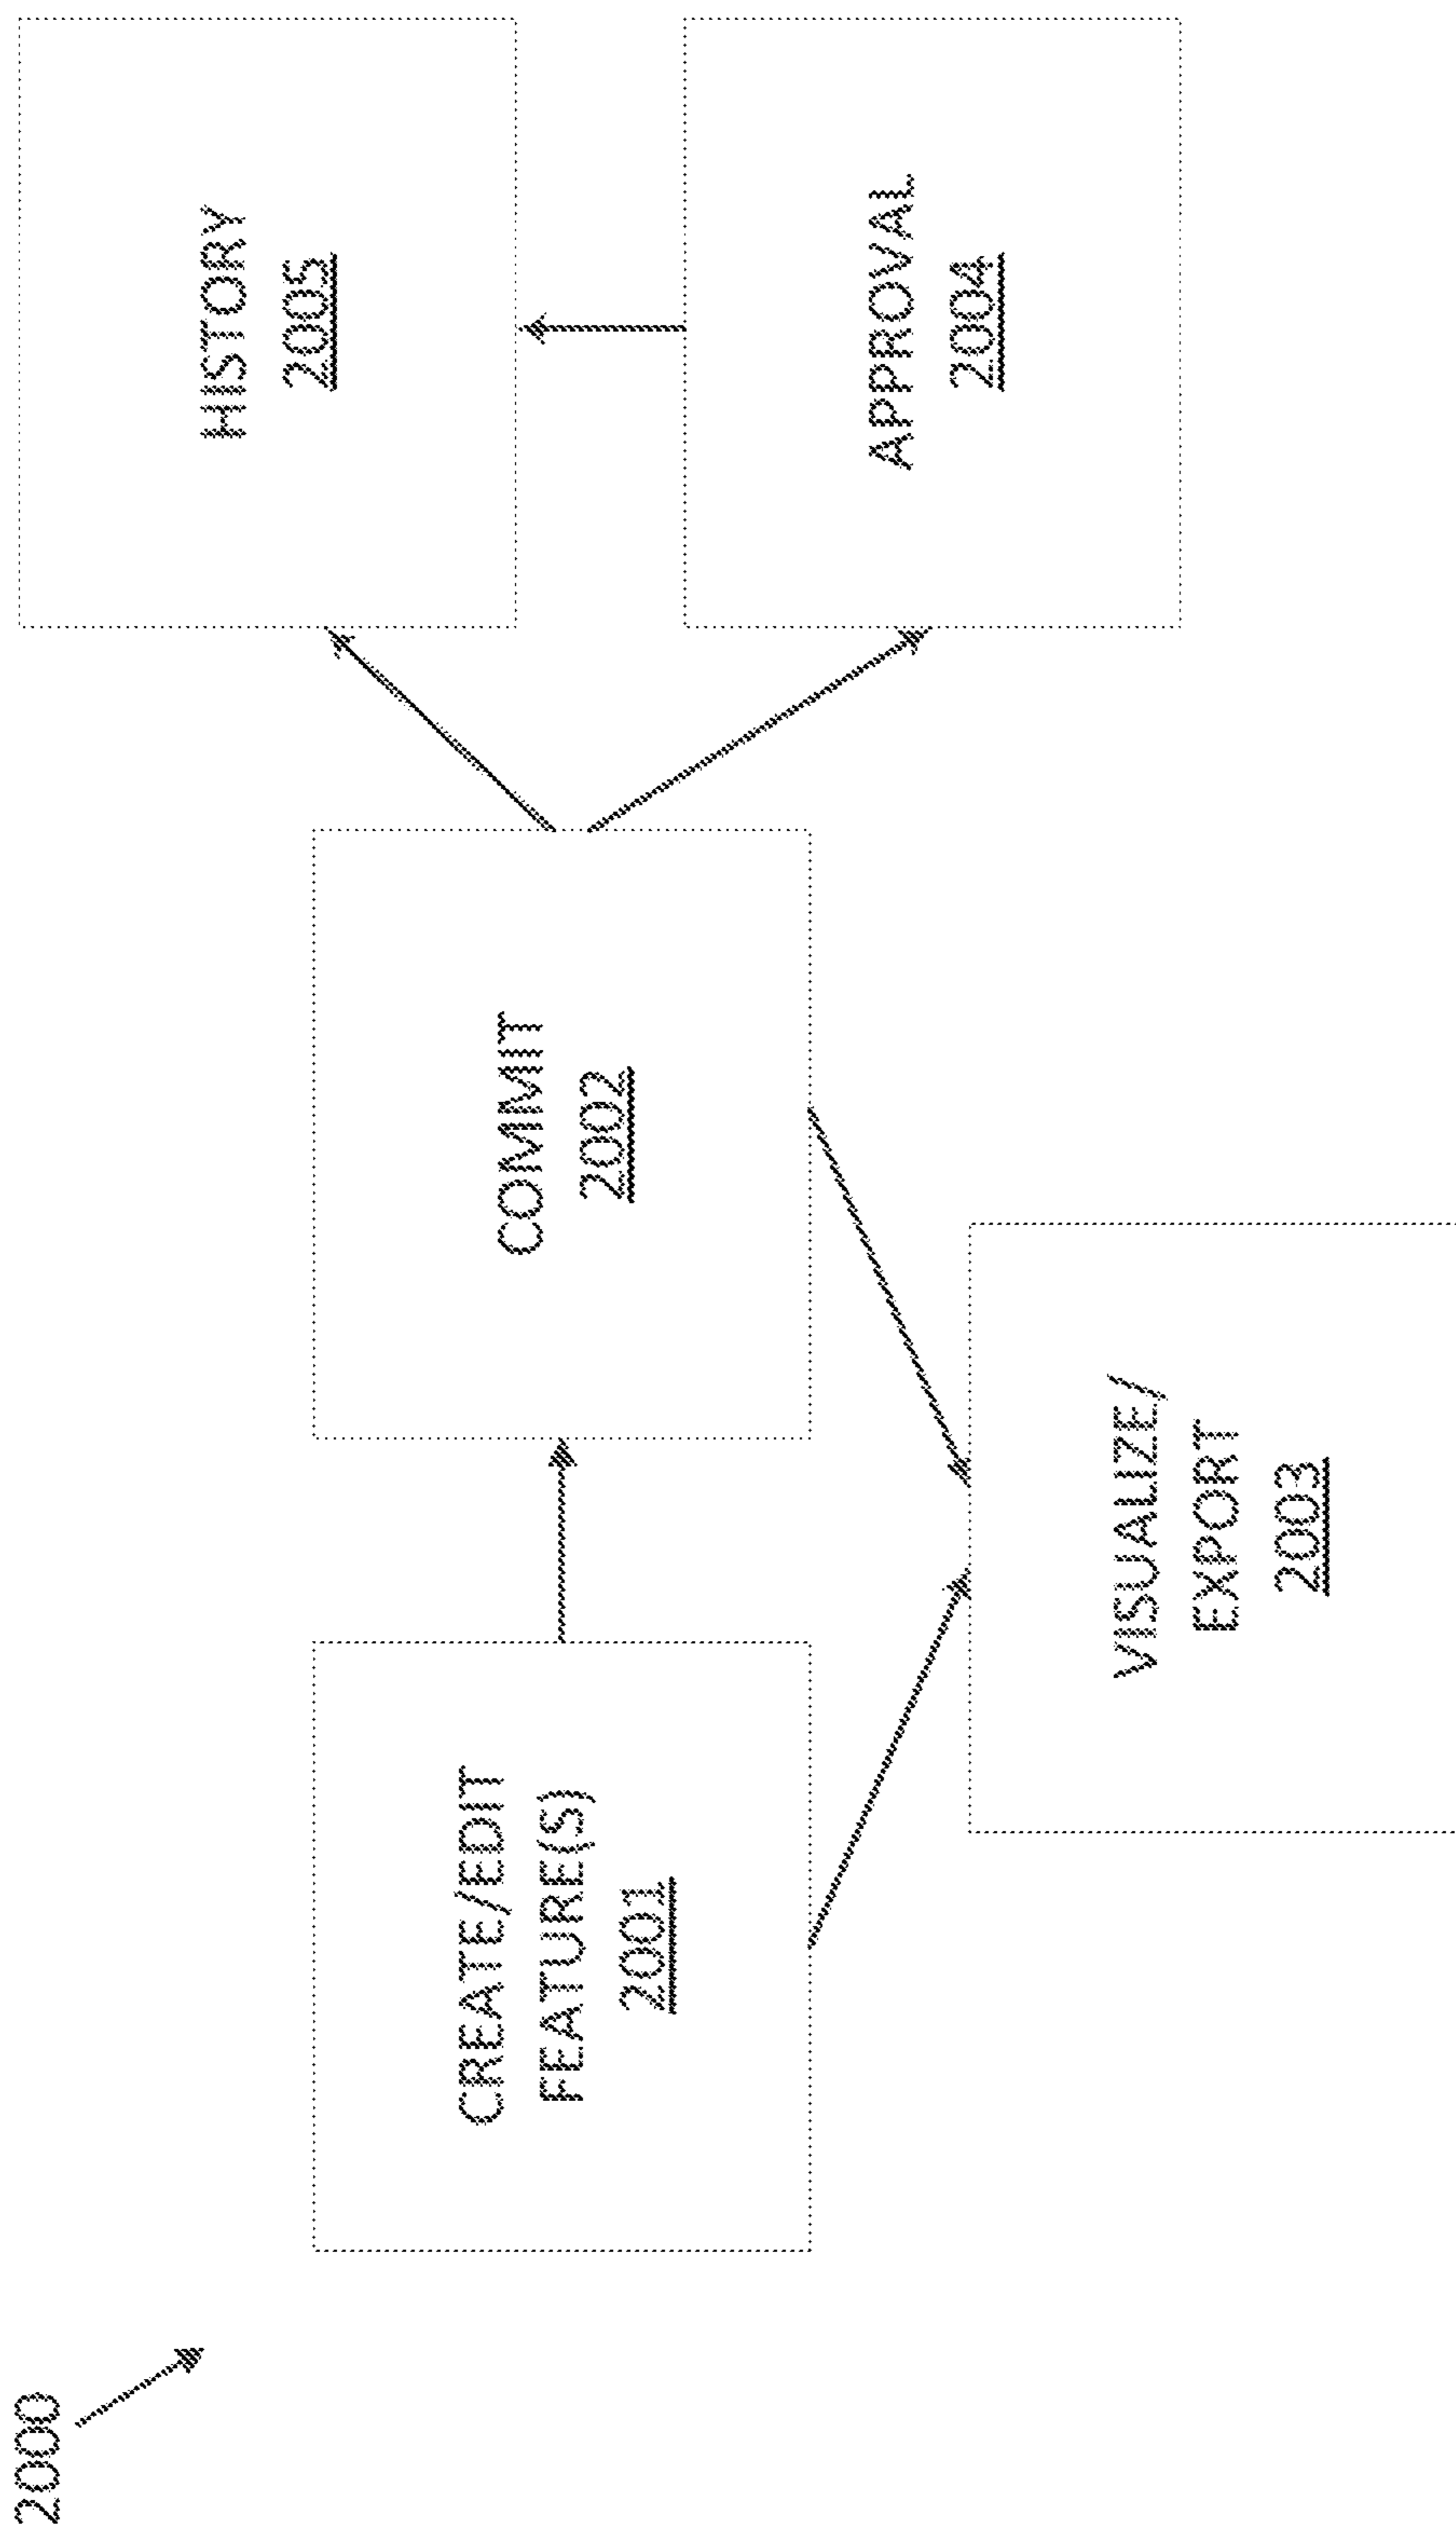 2000
CREATE/EDIT
FEATURE(S)
2001
COMMIT
2002
VISUALIZE/
EXPORT
2003
HISTORY
2005
APPROVAL
2004